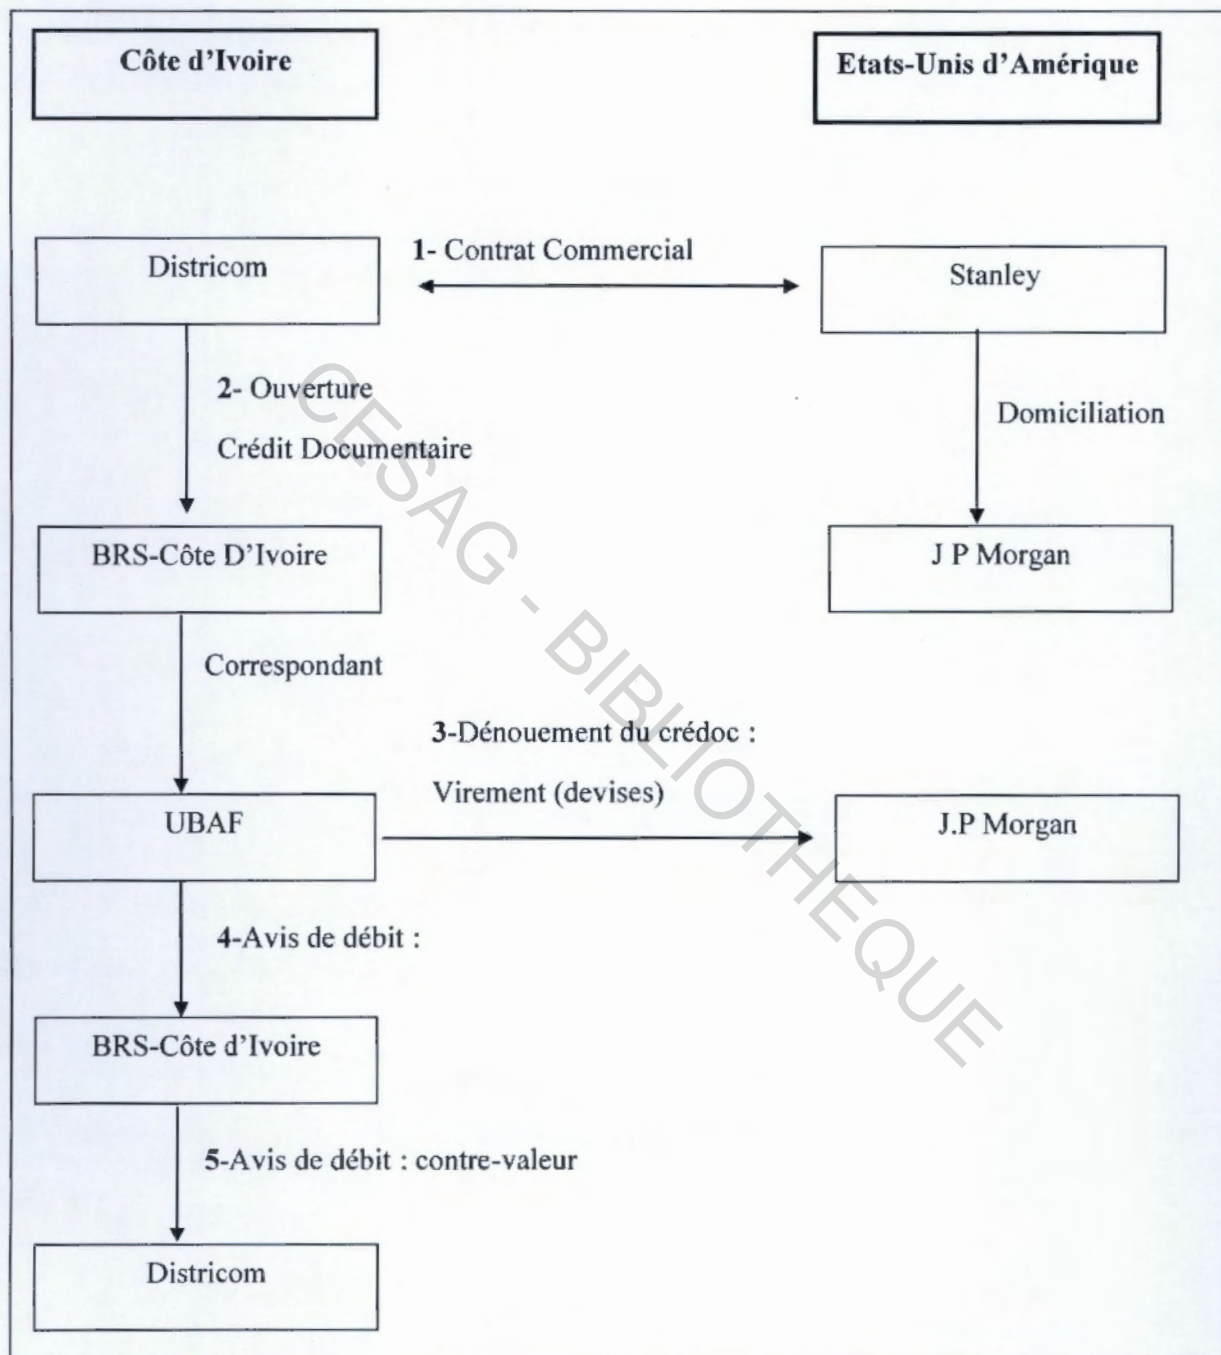 Côte d'Ivoire
Etats-Unis d'Amérique
Districom
1- Contrat Commercial
Stanley
2- Ouverture
Crédit Documentaire
Domiciliation
BRS-Côte D'Ivoire
J P Morgan
Correspondant
3-Dénouement du crédoc :
Virement (devises)
UBAF
J.P Morgan
4-Avis de débit :
BRS-Côte d'Ivoire
5-Avis de débit : contre-valeur
Districom
CESAG - BIBLIOTHEQUE